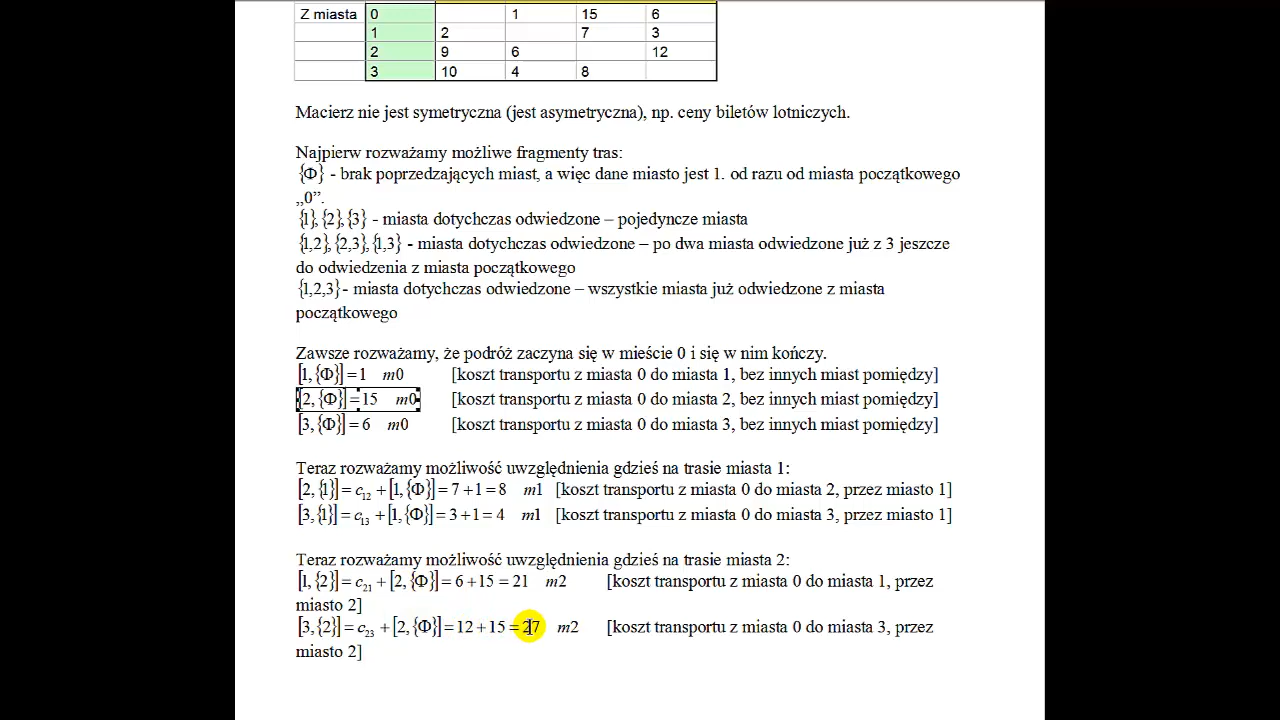 Z miasta 0 1 15 6
1 2 7 3
2 9 6 12
3 10 4 8
Macierz nie jest symetryczna (jest asymetryczna), np. ceny biletów lotniczych.
Najpierw rozważamy możliwe fragmenty tras:
{Φ} - brak poprzedzających miast, a więc dane miasto jest 1. od razu od miasta początkowego
„0”.
{1},{2},{3} - miasta dotychczas odwiedzone – pojedyncze miasta
{1,2},{2,3},{1,3} - miasta dotychczas odwiedzone – po dwa miasta odwiedzone już z 3 jeszcze
do odwiedzenia z miasta początkowego
{1,2,3}- miasta dotychczas odwiedzone – wszystkie miasta już odwiedzone z miasta
początkowego
Zawsze rozważamy, że podróż zaczyna się w mieście 0 i się w nim kończy.
[1,{Φ}]=1 m0 [koszt transportu z miasta 0 do miasta 1, bez innych miast pomiędzy]
[2,{Φ}]=15 m0 [koszt transportu z miasta 0 do miasta 2, bez innych miast pomiędzy]
[3,{Φ}]=6 m0 [koszt transportu z miasta 0 do miasta 3, bez innych miast pomiędzy]
Teraz rozważamy możliwość uwzględnienia gdzieś na trasie miasta 1:
[2,{1}]=c12+[1,{Φ}]=7+1=8 m1 [koszt transportu z miasta 0 do miasta 2, przez miasto 1]
[3,{1}]=c13+[1,{Φ}]=3+1=4 m1 [koszt transportu z miasta 0 do miasta 3, przez miasto 1]
Teraz rozważamy możliwość uwzględnienia gdzieś na trasie miasta 2:
[1,{2}]=c21+[2,{Φ}]=6+15=21 m2 [koszt transportu z miasta 0 do miasta 1, przez
miasto 2]
[3,{2}]=c23+[2,{Φ}]=12+15=27 m2 [koszt transportu z miasta 0 do miasta 3, przez
miasto 2]